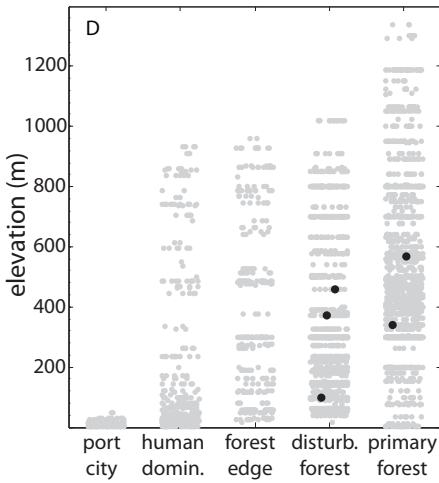 D
1200
1000
800
600
400
200
elevation (m)
port city
human domin.
forest edge
disturb. forest
primary forest